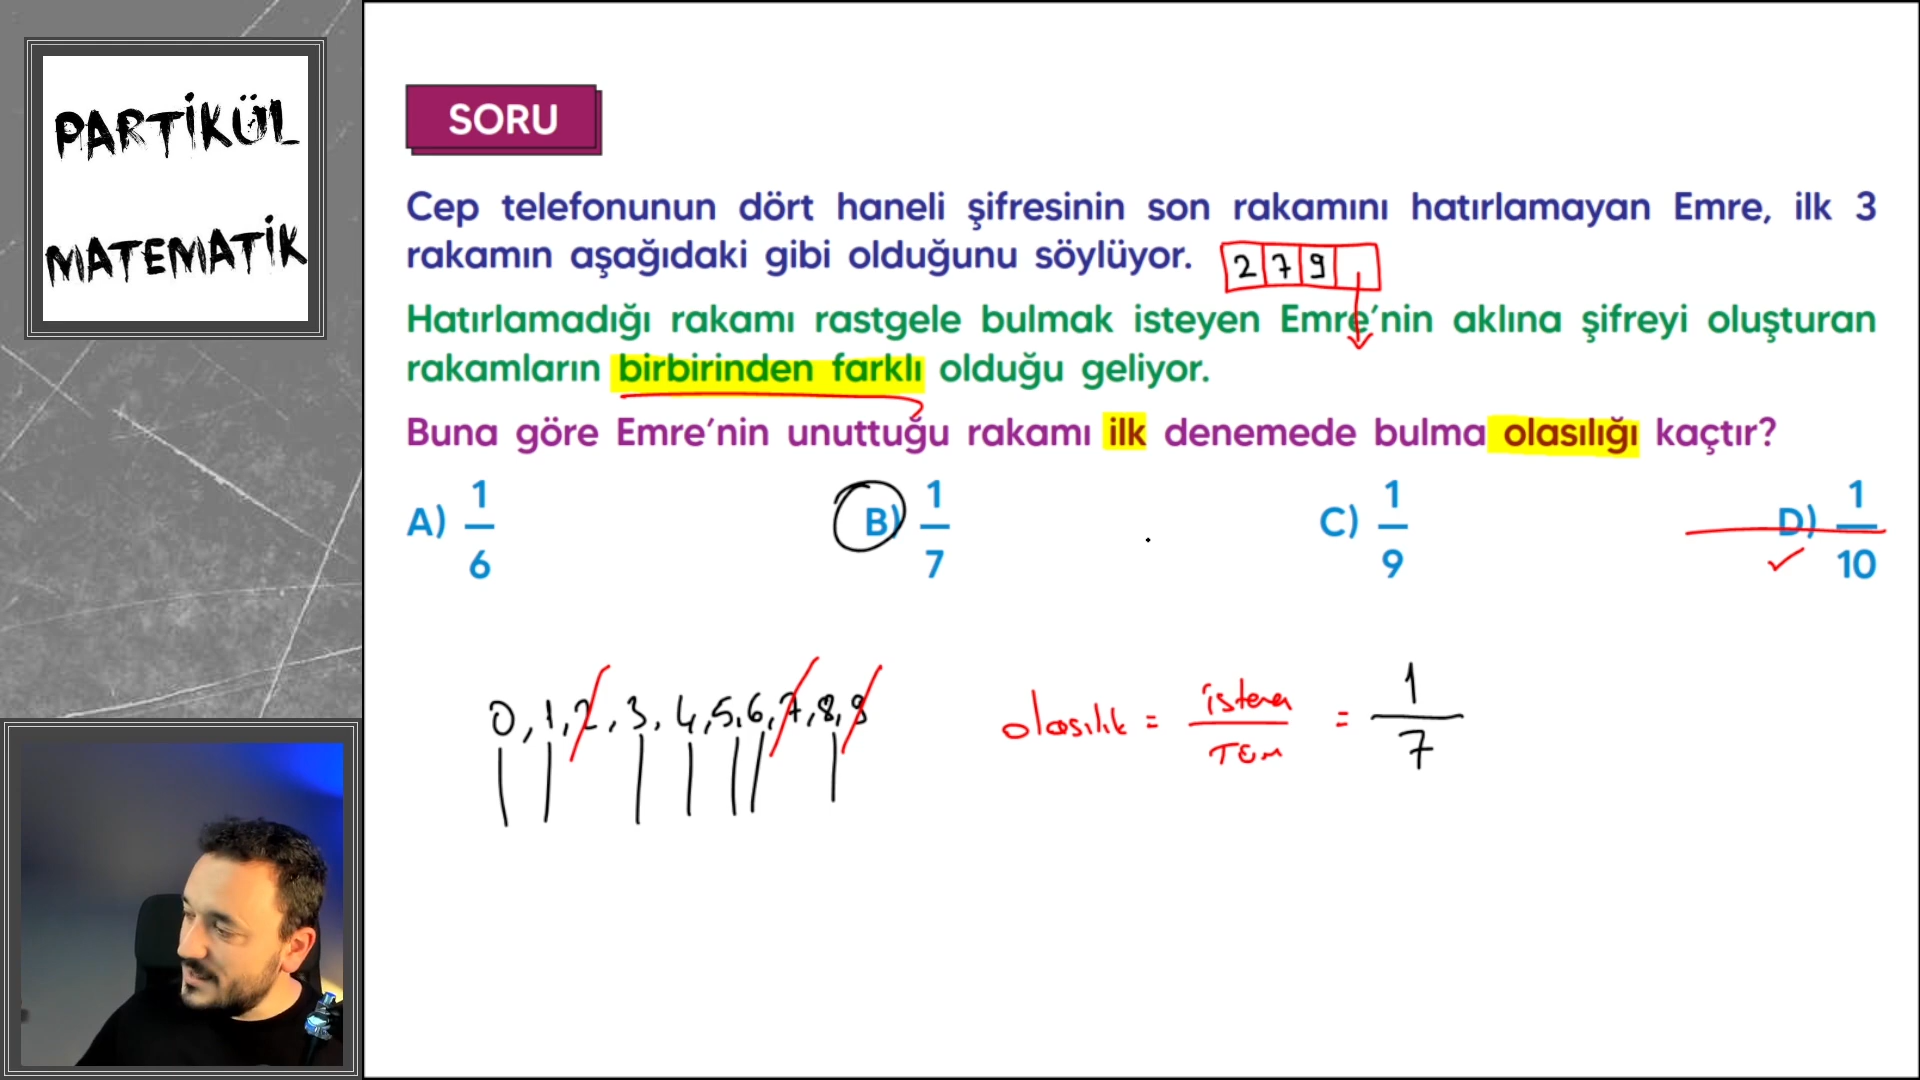 PARTİKÜL
MATEMATİK
SORU
Cep telefonunun dört haneli şifresinin son rakamını hatırlamayan Emre, ilk 3
rakamın aşağıdaki gibi olduğunu söylüyor. 2 7 9
Hatırlamadığı rakamı rastgele bulmak isteyen Emre'nin aklına şifreyi oluşturan
rakamların birbirinden farklı olduğu geliyor.
Buna göre Emre'nin unuttuğu rakamı ilk denemede bulma olasılığı kaçtır?
A) 1/6 B) 1/7 C) 1/9 D) 1/10
0, 1, 2, 3, 4, 5, 6, 7, 8, 9
olasılık = istenen / Tüm = 1/7